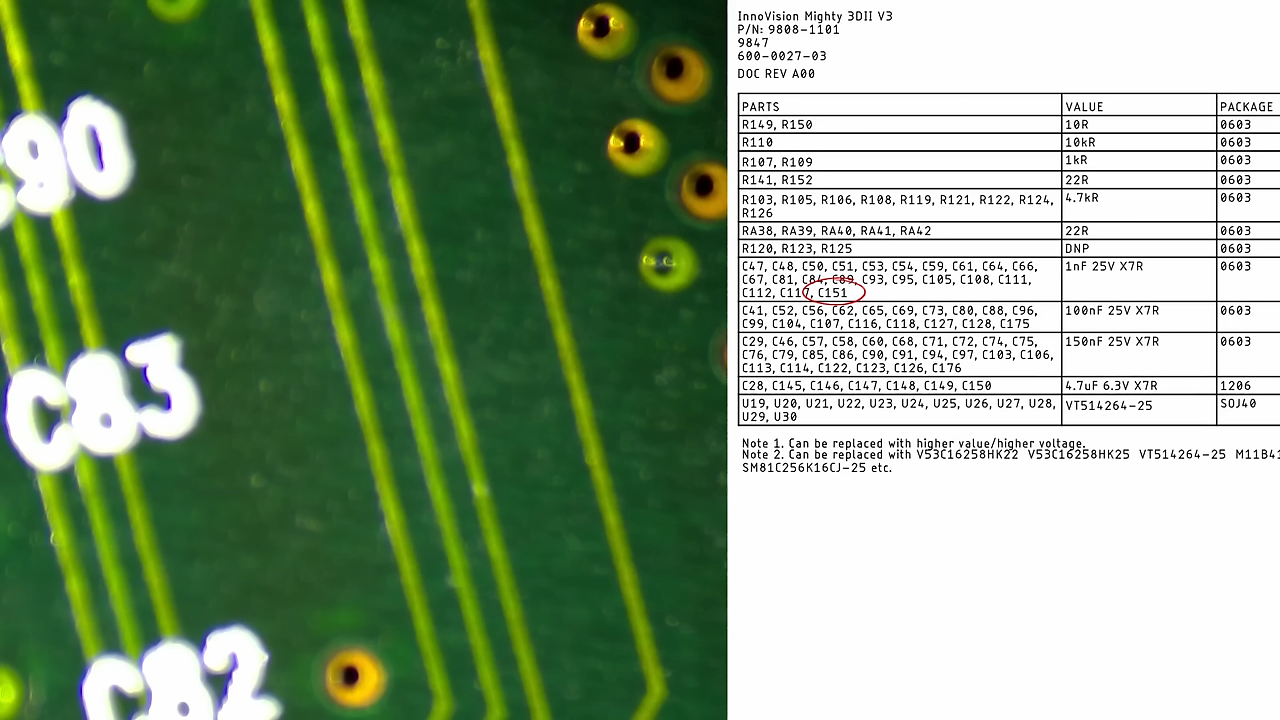 90
C83
C82
InnoVision Mighty 3DII V3
P/N: 9808-1101
9847
600-0027-03
DOC REV A00
PARTS VALUE PACKAGE
R149, R150 10R 0603
R110 10kR 0603
R107, R109 1kR 0603
R141, R152 22R 0603
R103, R105, R106, R108, R119, R121, R122, R124, 4.7kR 0603
R126
RA38, RA39, RA40, RA41, RA42 22R 0603
R120, R123, R125 DNP 0603
C47, C48, C50, C51, C53, C54, C59, C61, C64, C66, 1nF 25V X7R 0603
C67, C81, C84, C89, C93, C95, C105, C108, C111,
C112, C117, C151
C41, C52, C56, C62, C65, C69, C73, C80, C88, C96, 100nF 25V X7R 0603
C99, C104, C107, C116, C118, C127, C128, C175
C29, C46, C57, C58, C60, C68, C71, C72, C74, C75, 150nF 25V X7R 0603
C76, C79, C85, C86, C90, C91, C94, C97, C103, C106,
C113, C114, C122, C123, C126, C176
C28, C145, C146, C147, C148, C149, C150 4.7uF 6.3V X7R 1206
U19, U20, U21, U22, U23, U24, U25, U26, U27, U28, VT514264-25 SOJ40
U29, U30
Note 1. Can be replaced with higher value/higher voltage.
Note 2. Can be replaced with V53C16258HK22 V53C16258HK25 VT514264-25 M11B41
SM81C256K16CJ-25 etc.